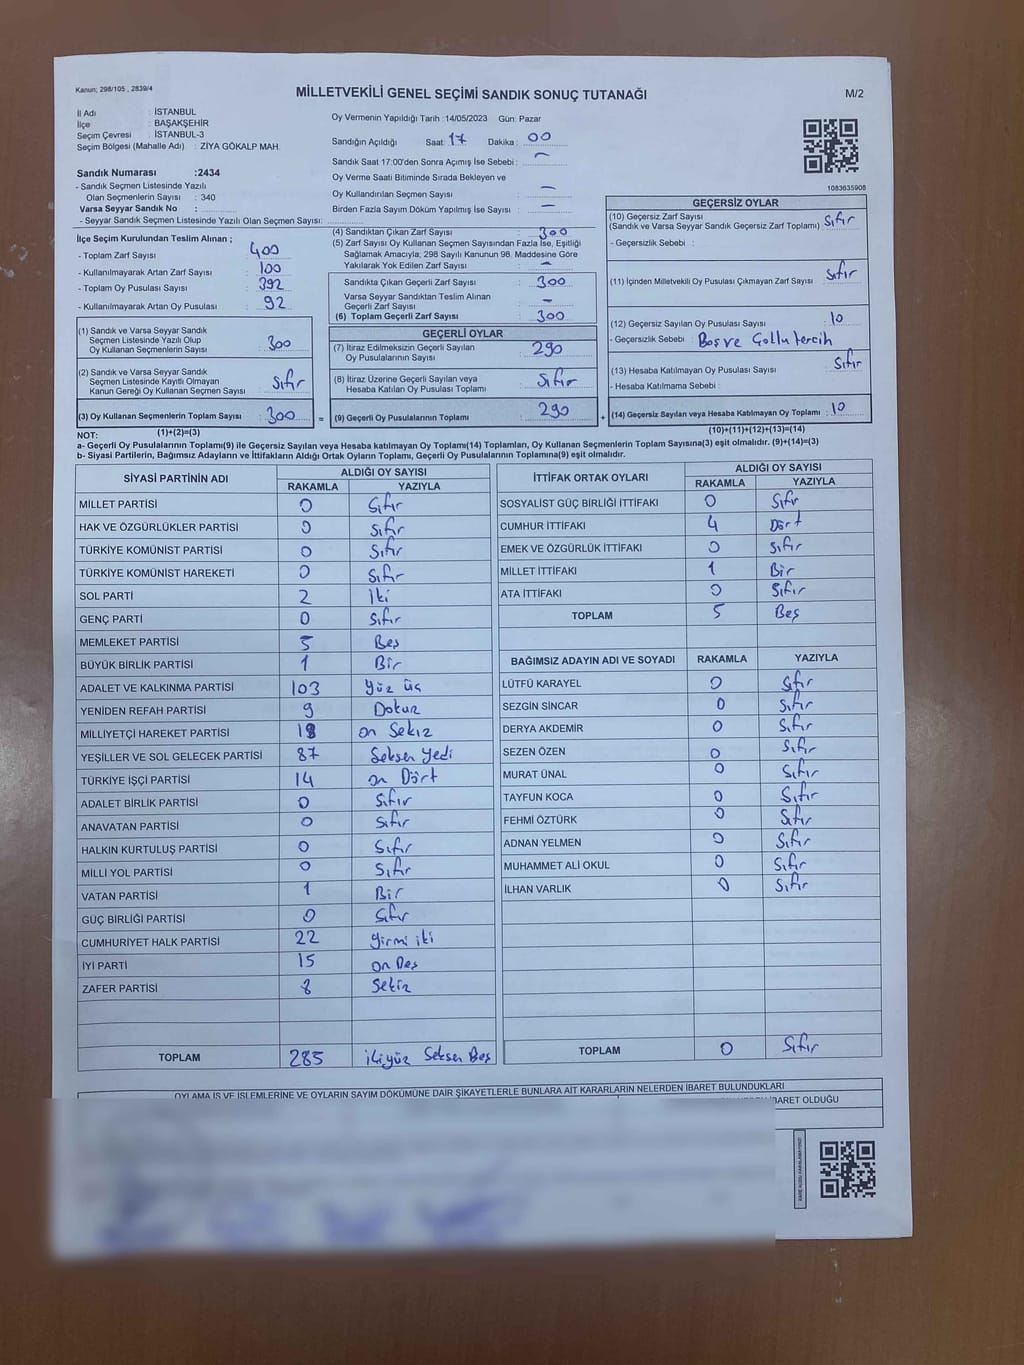 Kanun; 298/105 , 2839/4
MİLLETVEKİLİ GENEL SEÇİMİ SANDIK SONUÇ TUTANAĞI
M/2
İl Adı : İSTANBUL
İlçe : BAŞAKŞEHİR
Seçim Çevresi : İSTANBUL-3
Seçim Bölgesi (Mahalle Adı) : ZİYA GÖKALP MAH.
Sandık Numarası :2434
- Sandık Seçmen Listesinde Yazılı
Olan Seçmenlerin Sayısı : 340
Varsa Seyyar Sandık No :
- Seyyar Sandık Seçmen Listesinde Yazılı Olan Seçmen Sayısı:
Oy Vermenin Yapıldığı Tarih :14/05/2023 Gün: Pazar
Sandığın Açıldığı Saat: 17 Dakika : 00
Sandık Saat 17:00'den Sonra Açımış İse Sebebi : —
Oy Verme Saati Bitiminde Sırada Bekleyen ve
Oy Kullandırılan Seçmen Sayısı : —
Birden Fazla Sayım Döküm Yapılmış İse Sayısı : —
1083635908
İlçe Seçim Kurulundan Teslim Alınan ;
- Toplam Zarf Sayısı : 400
- Kullanılmayarak Artan Zarf Sayısı : 100
- Toplam Oy Pusulası Sayısı : 392
- Kullanılmayarak Artan Oy Pusulası : 92
(1) Sandık ve Varsa Seyyar Sandık
Seçmen Listesinde Yazılı Olup
Oy Kullanan Seçmenlerin Sayısı : 300
(2) Sandık ve Varsa Seyyar Sandık
Seçmen Listesinde Kayıtlı Olmayan
Kanun Gereği Oy Kullanan Seçmen Sayısı : Sıfır
(3) Oy Kullanan Seçmenlerin Toplam Sayısı : 300 =
(4) Sandıktan Çıkan Zarf Sayısı : 300
(5) Zarf Sayısı Oy Kullanan Seçmen Sayısından Fazla İse, Eşitliği
Sağlamak Amacıyla; 298 Sayılı Kanunun 98. Maddesine Göre
Yakılarak Yok Edilen Zarf Sayısı : —
Sandıkta Çıkan Geçerli Zarf Sayısı : 300
Varsa Seyyar Sandıktan Teslim Alınan
Geçerli Zarf Sayısı : —
(6) Toplam Geçerli Zarf Sayısı : 300
GEÇERLİ OYLAR
(7) İtiraz Edilmeksizin Geçerli Sayılan
Oy Pusulalarının Sayısı : 290
(8) İtiraz Üzerine Geçerli Sayılan veya
Hesaba Katılan Oy Pusulası Toplamı : Sıfır
(9) Geçerli Oy Pusulalarının Toplamı : 290 +
GEÇERSİZ OYLAR
(10) Geçersiz Zarf Sayısı
(Sandık ve Varsa Seyyar Sandık Geçersiz Zarf Toplamı) : Sıfır
- Geçersizlik Sebebi :
(11) İçinden Milletvekili Oy Pusulası Çıkmayan Zarf Sayısı : Sıfır
(12) Geçersiz Sayılan Oy Pusulası Sayısı : 10
- Geçersizlik Sebebi : Boş ve Çoklu tercih
(13) Hesaba Katılmayan Oy Pusulası Sayısı : Sıfır
- Hesaba Katılmama Sebebi :
(14) Geçersiz Sayılan veya Hesaba Katılmayan Oy Toplamı : 10
NOT: (1)+(2)=(3) (10)+(11)+(12)+(13)=(14)
a- Geçerli Oy Pusulalarının Toplamı(9) ile Geçersiz Sayılan veya Hesaba katılmayan Oy Toplamı(14) Toplamları, Oy Kullanan Seçmenlerin Toplam Sayısına(3) eşit olmalıdır. (9)+(14)=(3)
b- Siyasi Partilerin, Bağımsız Adayların ve İttifakların Aldığı Ortak Oyların Toplamı, Geçerli Oy Pusulalarının Toplamına(9) eşit olmalıdır.
SİYASİ PARTİNİN ADI ALDIĞI OY SAYISI
RAKAMLA YAZIYLA
MİLLET PARTİSİ 0 Sıfır
HAK VE ÖZGÜRLÜKLER PARTİSİ 0 Sıfır
TÜRKİYE KOMÜNİST PARTİSİ 0 Sıfır
TÜRKİYE KOMÜNİST HAREKETİ 0 Sıfır
SOL PARTİ 2 İki
GENÇ PARTİ 0 Sıfır
MEMLEKET PARTİSİ 5 Beş
BÜYÜK BİRLİK PARTİSİ 1 Bir
ADALET VE KALKINMA PARTİSİ 103 Yüz üç
YENİDEN REFAH PARTİSİ 9 Dokuz
MİLLİYETÇİ HAREKET PARTİSİ 18 on Sekiz
YEŞİLLER VE SOL GELECEK PARTİSİ 87 Seksen Yedi
TÜRKİYE İŞÇİ PARTİSİ 14 on Dört
ADALET BİRLİK PARTİSİ 0 Sıfır
ANAVATAN PARTİSİ 0 Sıfır
HALKIN KURTULUŞ PARTİSİ 0 Sıfır
MİLLİ YOL PARTİSİ 0 Sıfır
VATAN PARTİSİ 1 Bir
GÜÇ BİRLİĞİ PARTİSİ 0 Sıfır
CUMHURİYET HALK PARTİSİ 22 Yirmi iki
İYİ PARTİ 15 on Beş
ZAFER PARTİSİ 8 Sekiz
TOPLAM 285 ikiyüz Seksen Beş
İTTİFAK ORTAK OYLARI ALDIĞI OY SAYISI
RAKAMLA YAZIYLA
SOSYALİST GÜÇ BİRLİĞİ İTTİFAKI 0 Sıfır
CUMHUR İTTİFAKI 4 Dört
EMEK VE ÖZGÜRLÜK İTTİFAKI 0 Sıfır
MİLLET İTTİFAKI 1 Bir
ATA İTTİFAKI 0 Sıfır
TOPLAM 5 Beş
BAĞIMSIZ ADAYIN ADI VE SOYADI RAKAMLA YAZIYLA
LÜTFÜ KARAYEL 0 Sıfır
SEZGİN SİNCAR 0 Sıfır
DERYA AKDEMİR 0 Sıfır
SEZEN ÖZEN 0 Sıfır
MURAT ÜNAL 0 Sıfır
TAYFUN KOCA 0 Sıfır
FEHMİ ÖZTÜRK 0 Sıfır
ADNAN YELMEN 0 Sıfır
MUHAMMET ALİ OKUL 0 Sıfır
İLHAN VARLIK 0 Sıfır
TOPLAM 0 Sıfır
OYLAMA İŞ VE İŞLEMLERİNE VE OYLARIN SAYIM DÖKÜMÜNE DAİR ŞİKAYETLERLE BUNLARA AİT KARARLARIN NELERDEN İBARET BULUNDUKLARI
İBARET OLDUĞU